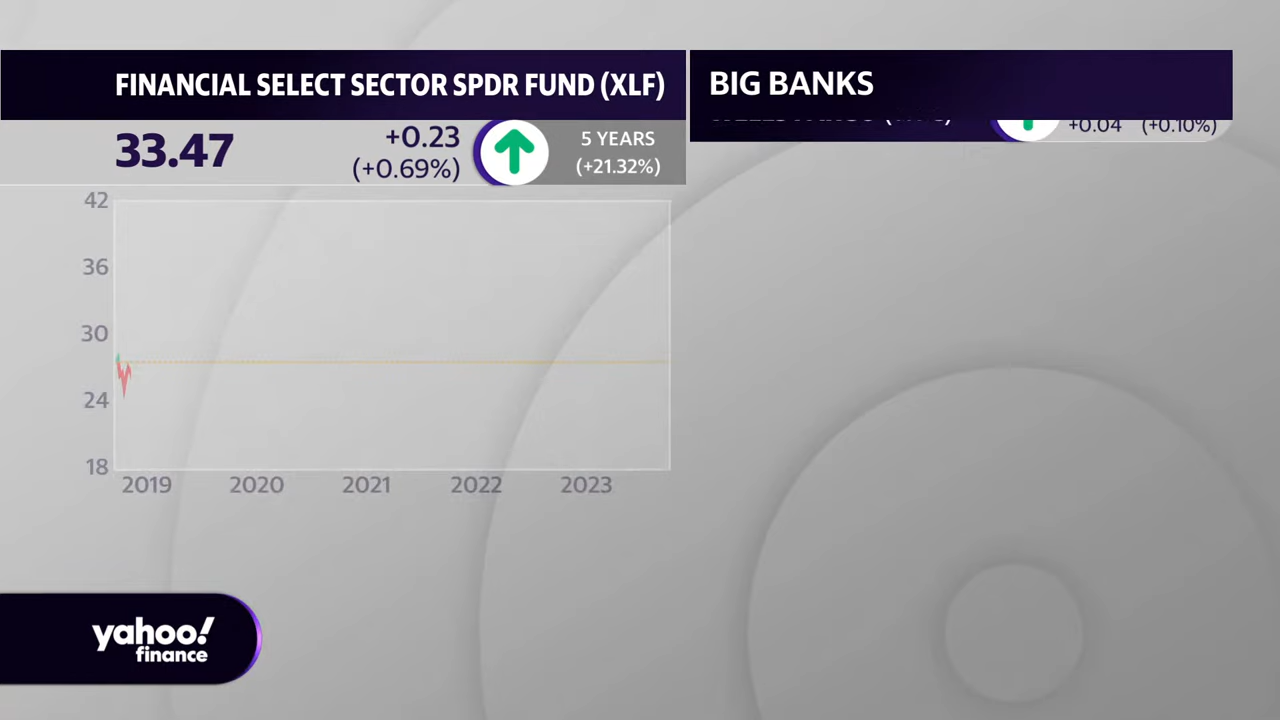 FINANCIAL SELECT SECTOR SPDR FUND (XLF)
33.47
+0.23
(+0.69%)
5 YEARS
(+21.32%)
42
36
30
24
18
2019 2020 2021 2022 2023
BIG BANKS
+0.04 (+0.10%)
yahoo!
finance